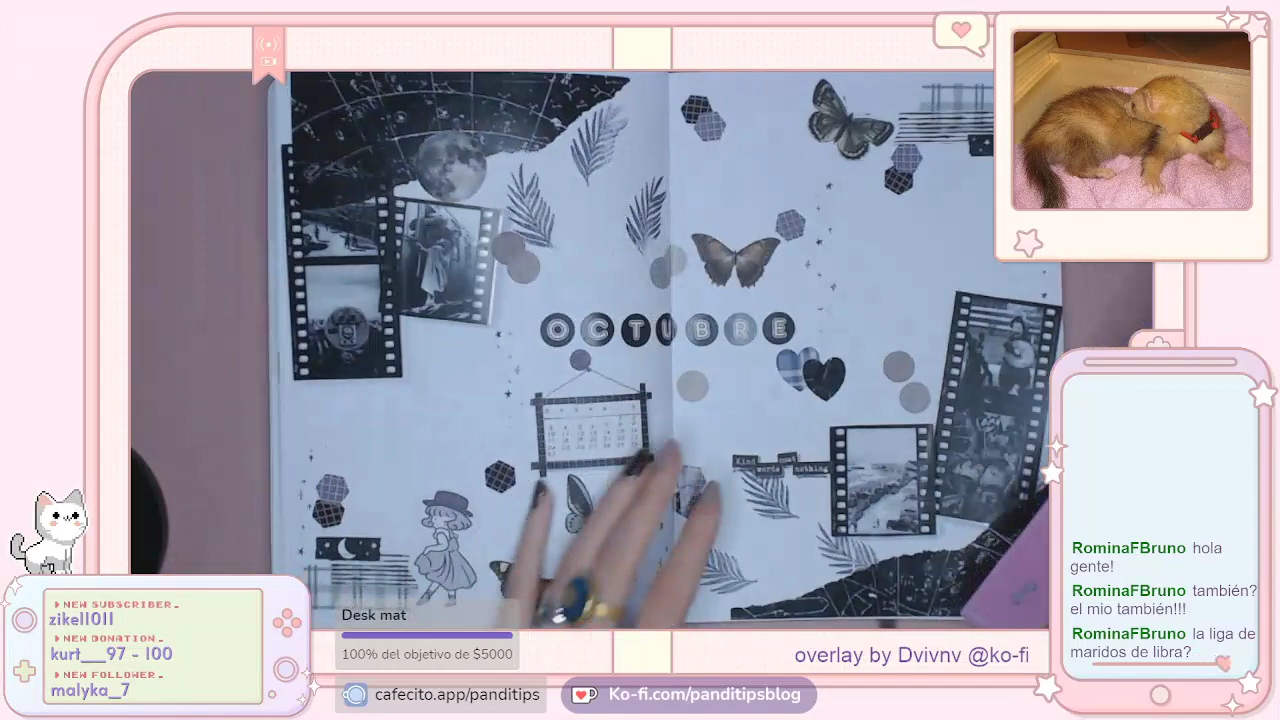 OCTUBRE
Kind
words
cost
nothing
RominaFBruno hola
gente!
RominaFBruno también?
el mio también!!!
RominaFBruno la liga de
maridos de libra?
NEW SUBSCRIBER
zikell011
NEW DONATION
kurt__97 - 100
NEW FOLLOWER
malyka_7
Desk mat
100% del objetivo de $5000
overlay by Dvivnv @ko-fi
cafecito.app/panditips
Ko-fi.com/panditipsblog